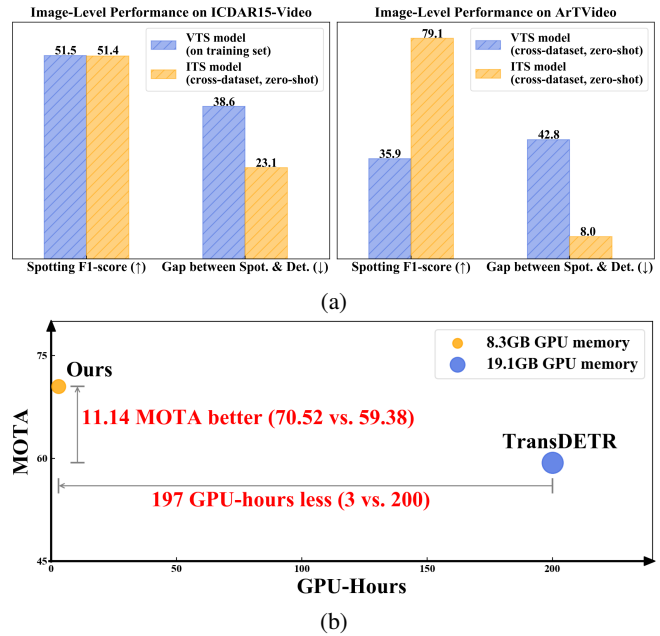 Image-Level Performance on ICDAR15-Video
VTS model
(on training set)
ITS model
(cross-dataset, zero-shot)
51.5
51.4
38.6
23.1
Spotting F1-score (↑)
Gap between Spot. & Det. (↓)
Image-Level Performance on ArTVideo
VTS model
(cross-dataset, zero-shot)
ITS model
(cross-dataset, zero-shot)
35.9
79.1
42.8
8.0
Spotting F1-score (↑)
Gap between Spot. & Det. (↓)
(a)
MOTA
75
60
45
8.3GB GPU memory
19.1GB GPU memory
Ours
11.14 MOTA better (70.52 vs. 59.38)
TransDETR
197 GPU-hours less (3 vs. 200)
0
50
100
150
200
GPU-Hours
(b)